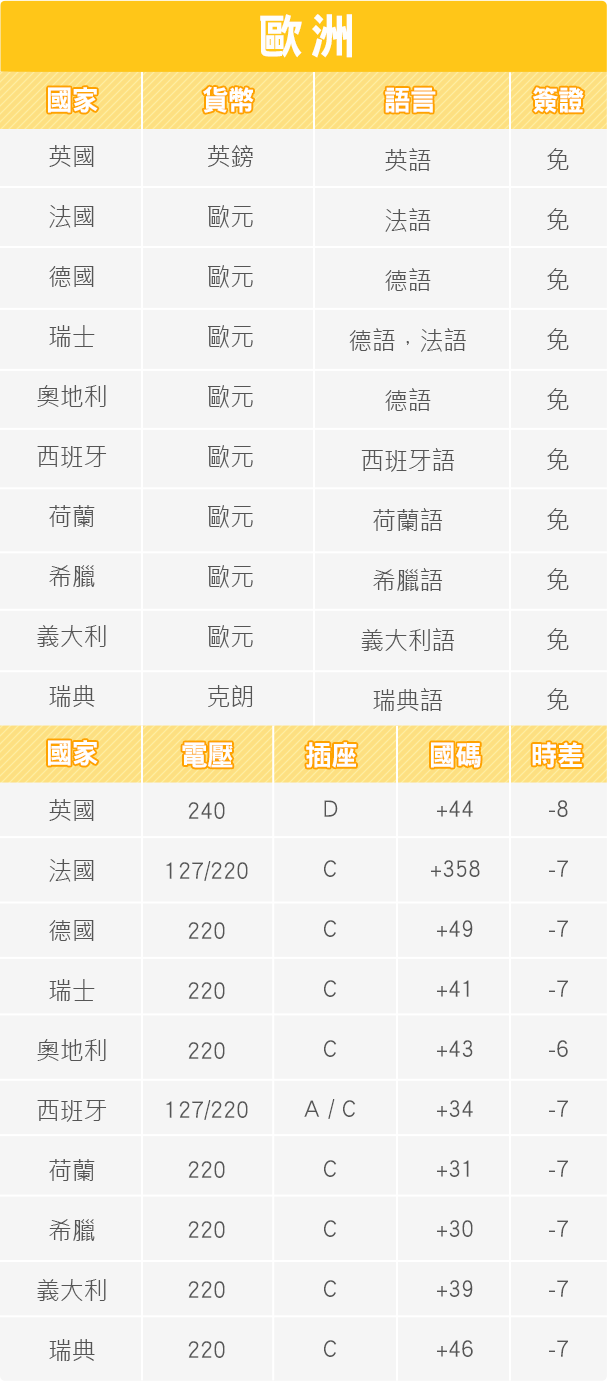 歐洲
國家 貨幣 語言 簽證
英國 英鎊 英語 免
法國 歐元 法語 免
德國 歐元 德語 免
瑞士 歐元 德語，法語 免
奧地利 歐元 德語 免
西班牙 歐元 西班牙語 免
荷蘭 歐元 荷蘭語 免
希臘 歐元 希臘語 免
義大利 歐元 義大利語 免
瑞典 克朗 瑞典語 免
國家 電壓 插座 國碼 時差
英國 240 D +44 -8
法國 127/220 C +358 -7
德國 220 C +49 -7
瑞士 220 C +41 -7
奧地利 220 C +43 -6
西班牙 127/220 A / C +34 -7
荷蘭 220 C +31 -7
希臘 220 C +30 -7
義大利 220 C +39 -7
瑞典 220 C +46 -7